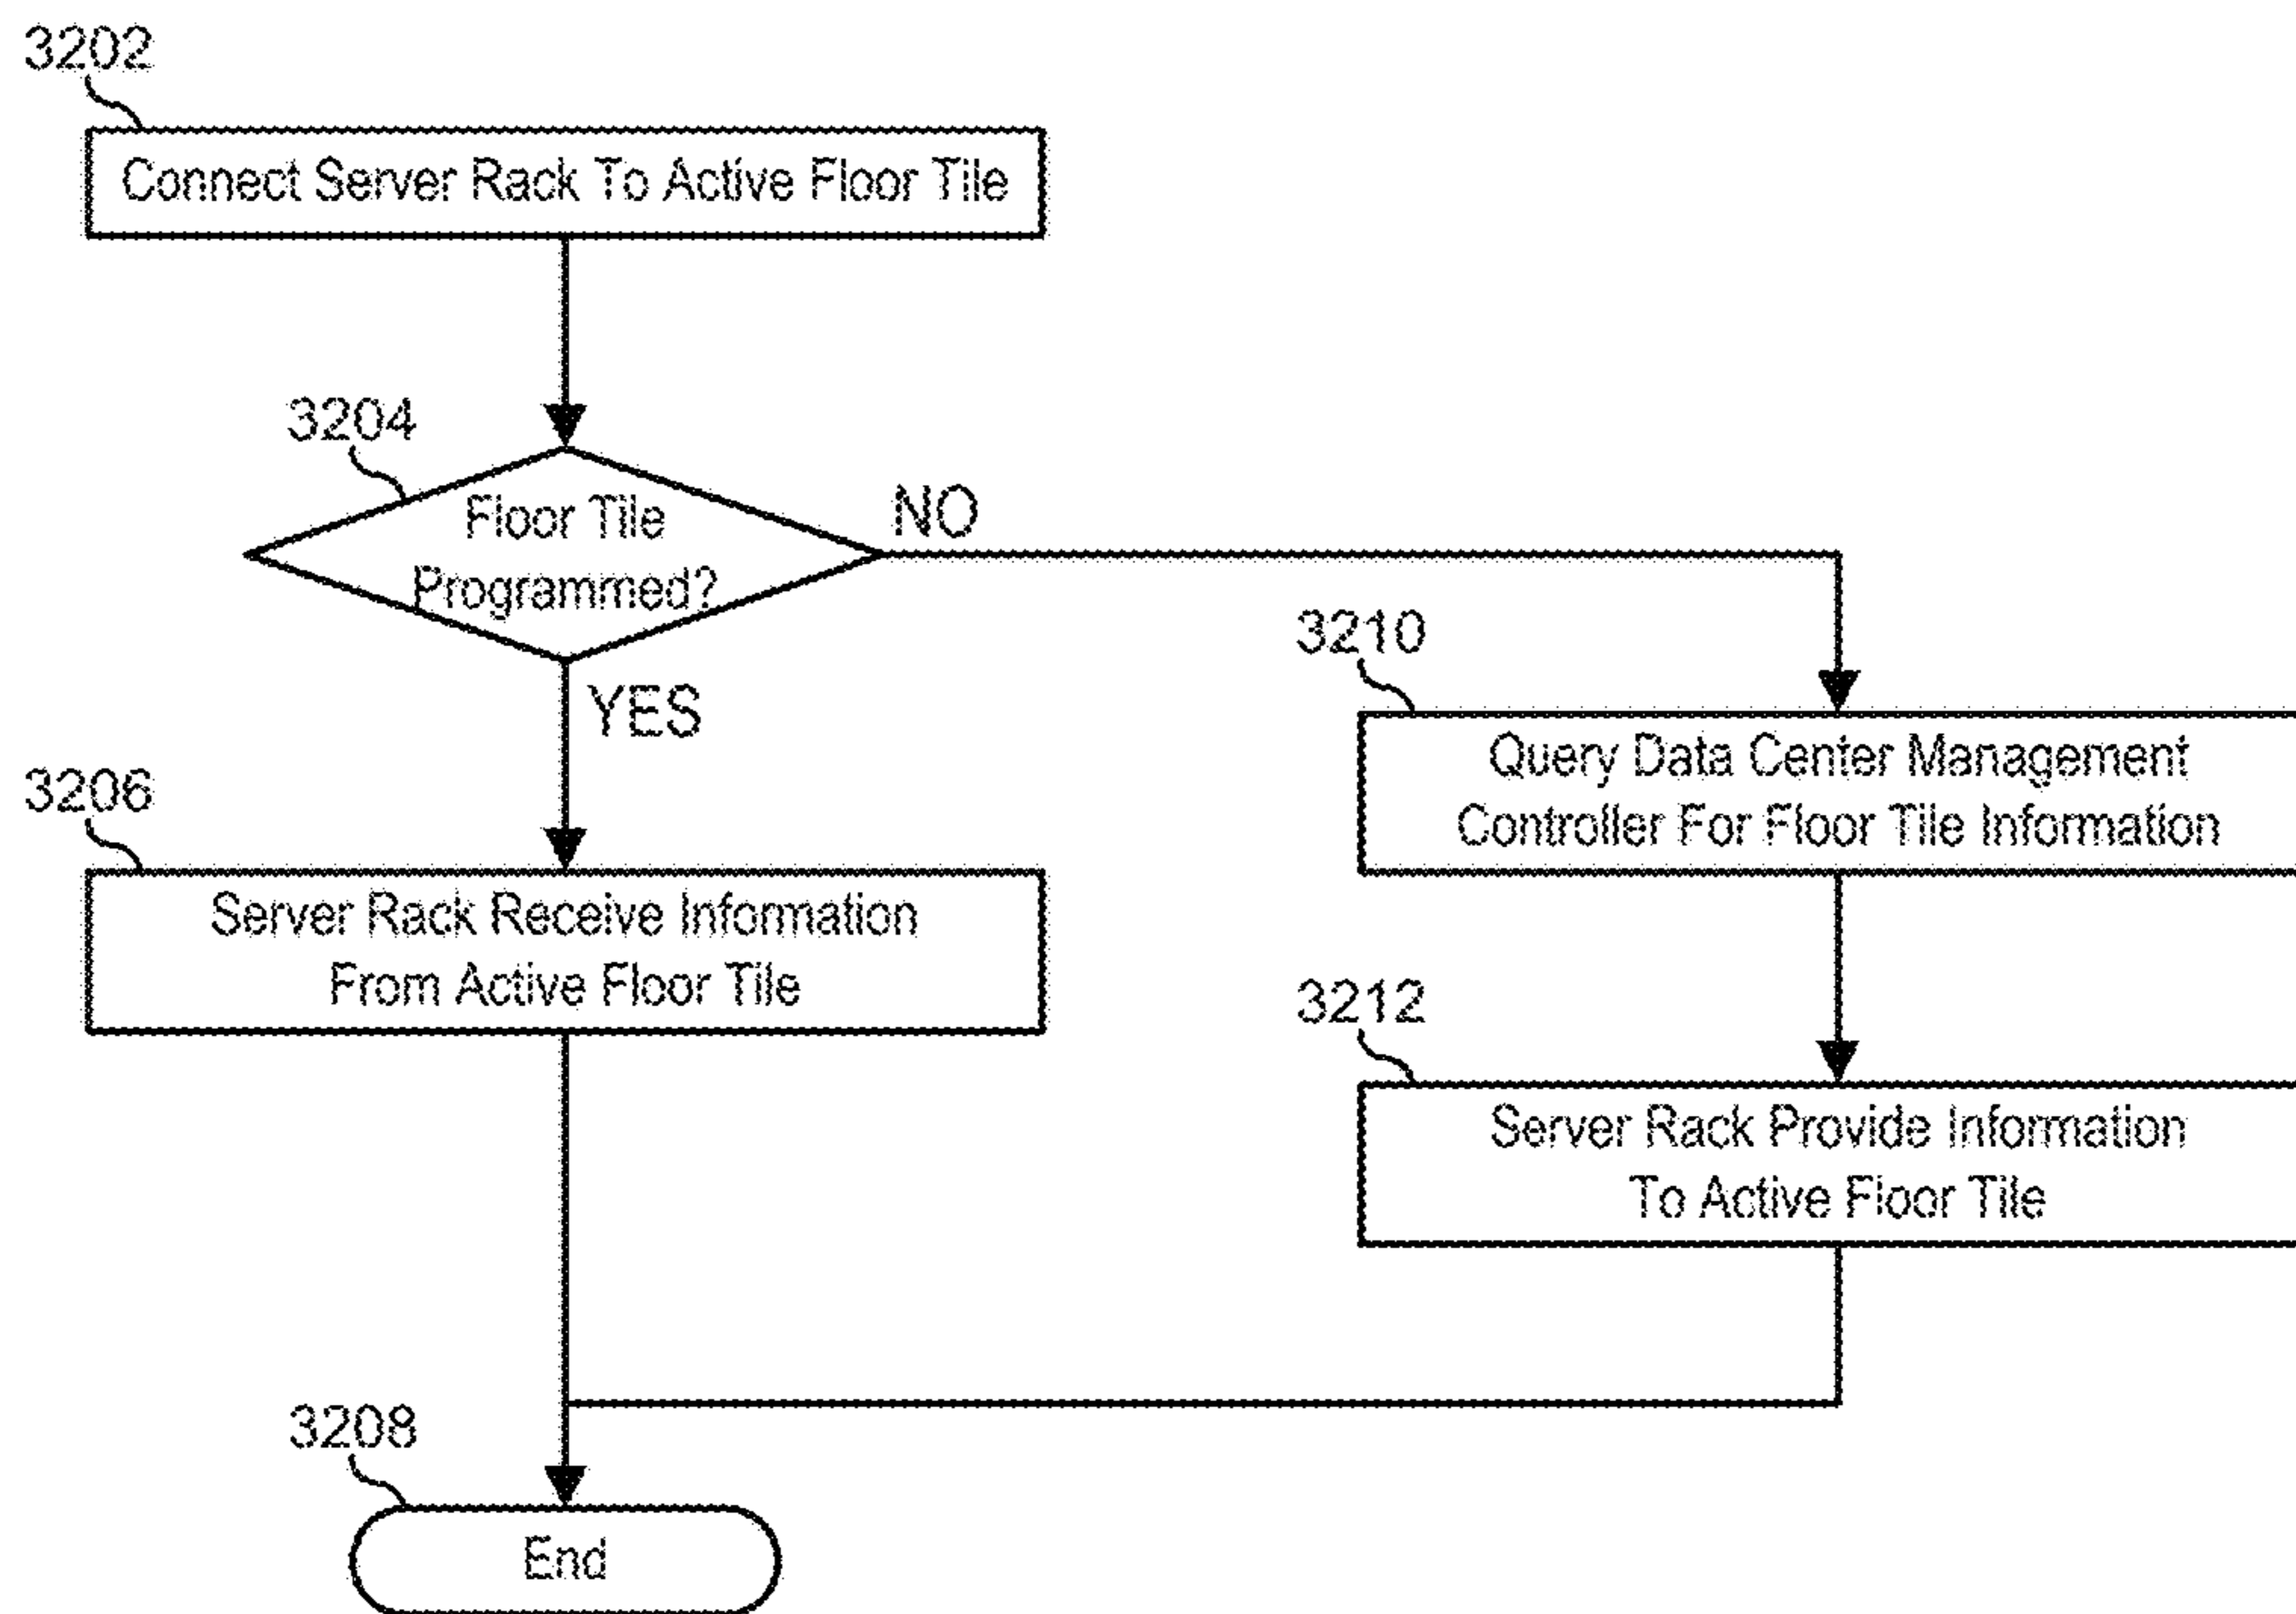 3202
Connect Server Rack To Active Floor Tile
3204
Floor Tile
Programmed?
NO
YES
3210
Query Data Center Management
Controller For Floor Tile Information
3206
Server Rack Receive Information
From Active Floor Tile
3212
Server Rack Provide Information
To Active Floor Tile
3208
End